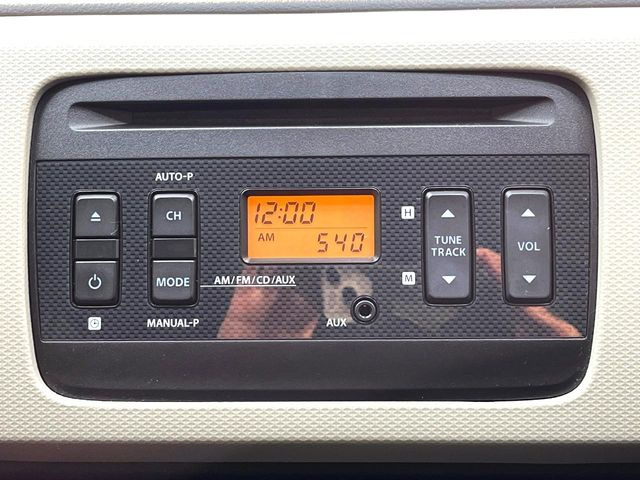 AUTO-P
CH
12:00
AM 540
H
TUNE
TRACK
VOL
MODE
AM/FM/CD/AUX
M
MANUAL-P
AUX